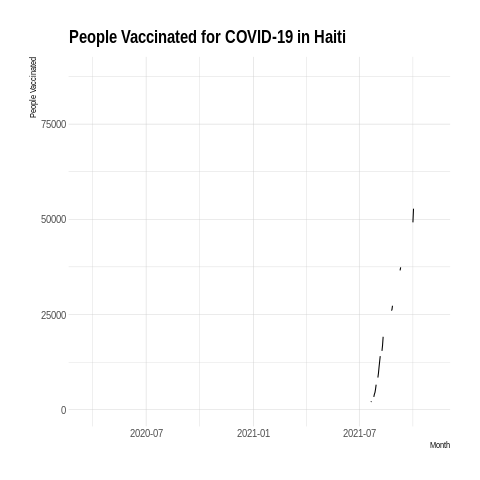 People Vaccinated for COVID-19 in Haiti
People Vaccinated
75000
50000
25000
0
2020-07
2021-01
2021-07
Month